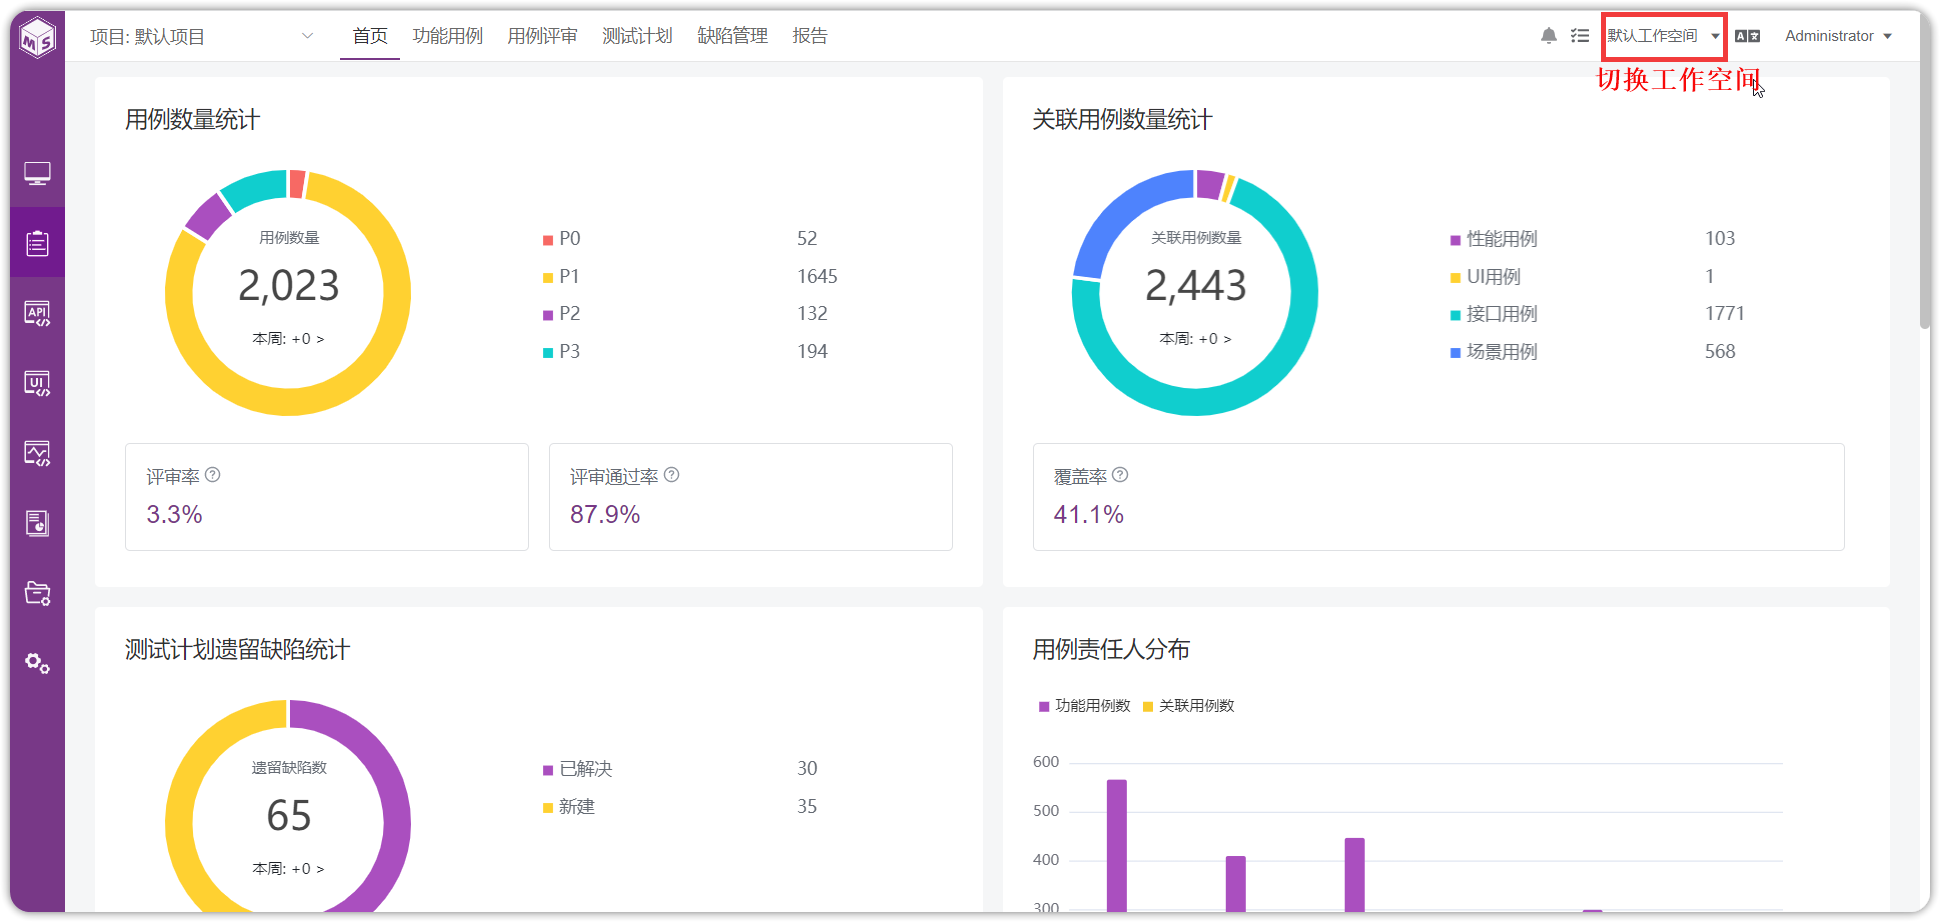 MS
项目: 默认项目
首页 功能用例 用例评审 测试计划 缺陷管理 报告
默认工作空间
Administrator
切换工作空间
API
UI
用例数量统计
用例数量
2,023
本周: +0 >
P0 52
P1 1645
P2 132
P3 194
评审率
3.3%
评审通过率
87.9%
关联用例数量统计
关联用例数量
2,443
本周: +0 >
性能用例 103
UI用例 1
接口用例 1771
场景用例 568
覆盖率
41.1%
测试计划遗留缺陷统计
遗留缺陷数
65
本周: +0 >
已解决 30
新建 35
用例责任人分布
功能用例数 关联用例数
600
500
400
300